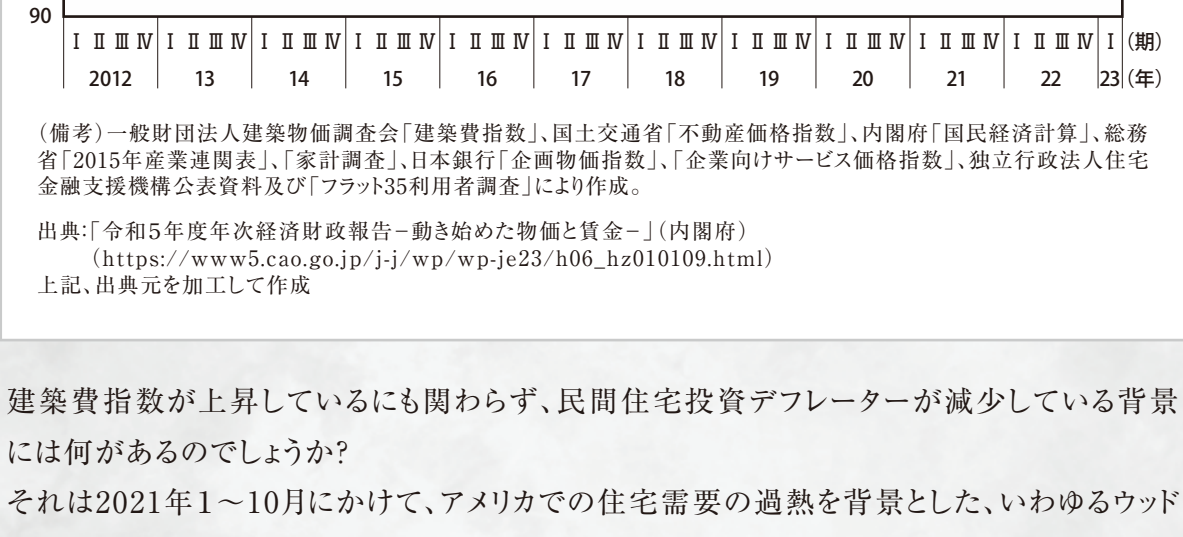 90
Ⅰ Ⅱ Ⅲ Ⅳ Ⅰ Ⅱ Ⅲ Ⅳ Ⅰ Ⅱ Ⅲ Ⅳ Ⅰ Ⅱ Ⅲ Ⅳ Ⅰ Ⅱ Ⅲ Ⅳ Ⅰ Ⅱ Ⅲ Ⅳ Ⅰ Ⅱ Ⅲ Ⅳ Ⅰ Ⅱ Ⅲ Ⅳ Ⅰ Ⅱ Ⅲ Ⅳ Ⅰ Ⅱ Ⅲ Ⅳ Ⅰ Ⅱ Ⅲ Ⅳ Ⅰ (期)
2012 13 14 15 16 17 18 19 20 21 22 23 (年)
(備考)一般財団法人建築物価調査会「建築費指数」、国土交通省「不動産価格指数」、内閣府「国民経済計算」、総務
省「2015年産業連関表」、「家計調査」、日本銀行「企画物価指数」、「企業向けサービス価格指数」、独立行政法人住宅
金融支援機構公表資料及び「フラット35利用者調査」により作成。
出典:「令和5年度年次経済財政報告−動き始めた物価と賃金−」(内閣府)
(https://www5.cao.go.jp/j-j/wp/wp-je23/h06_hz010109.html)
上記、出典元を加工して作成
建築費指数が上昇しているにも関わらず、民間住宅投資デフレーターが減少している背景
には何があるのでしょうか?
それは2021年１〜10月にかけて、アメリカでの住宅需要の過熱を背景とした、いわゆるウッド